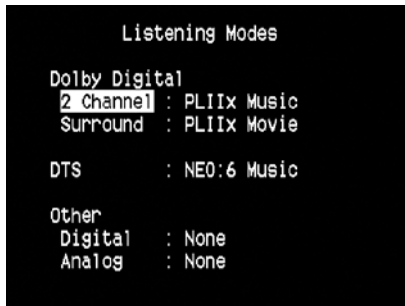 Listening Modes
Dolby Digital
2 Channel : PLIIx Music
Surround : PLIIx Movie
DTS : NEO:6 Music
Other
Digital : None
Analog : None